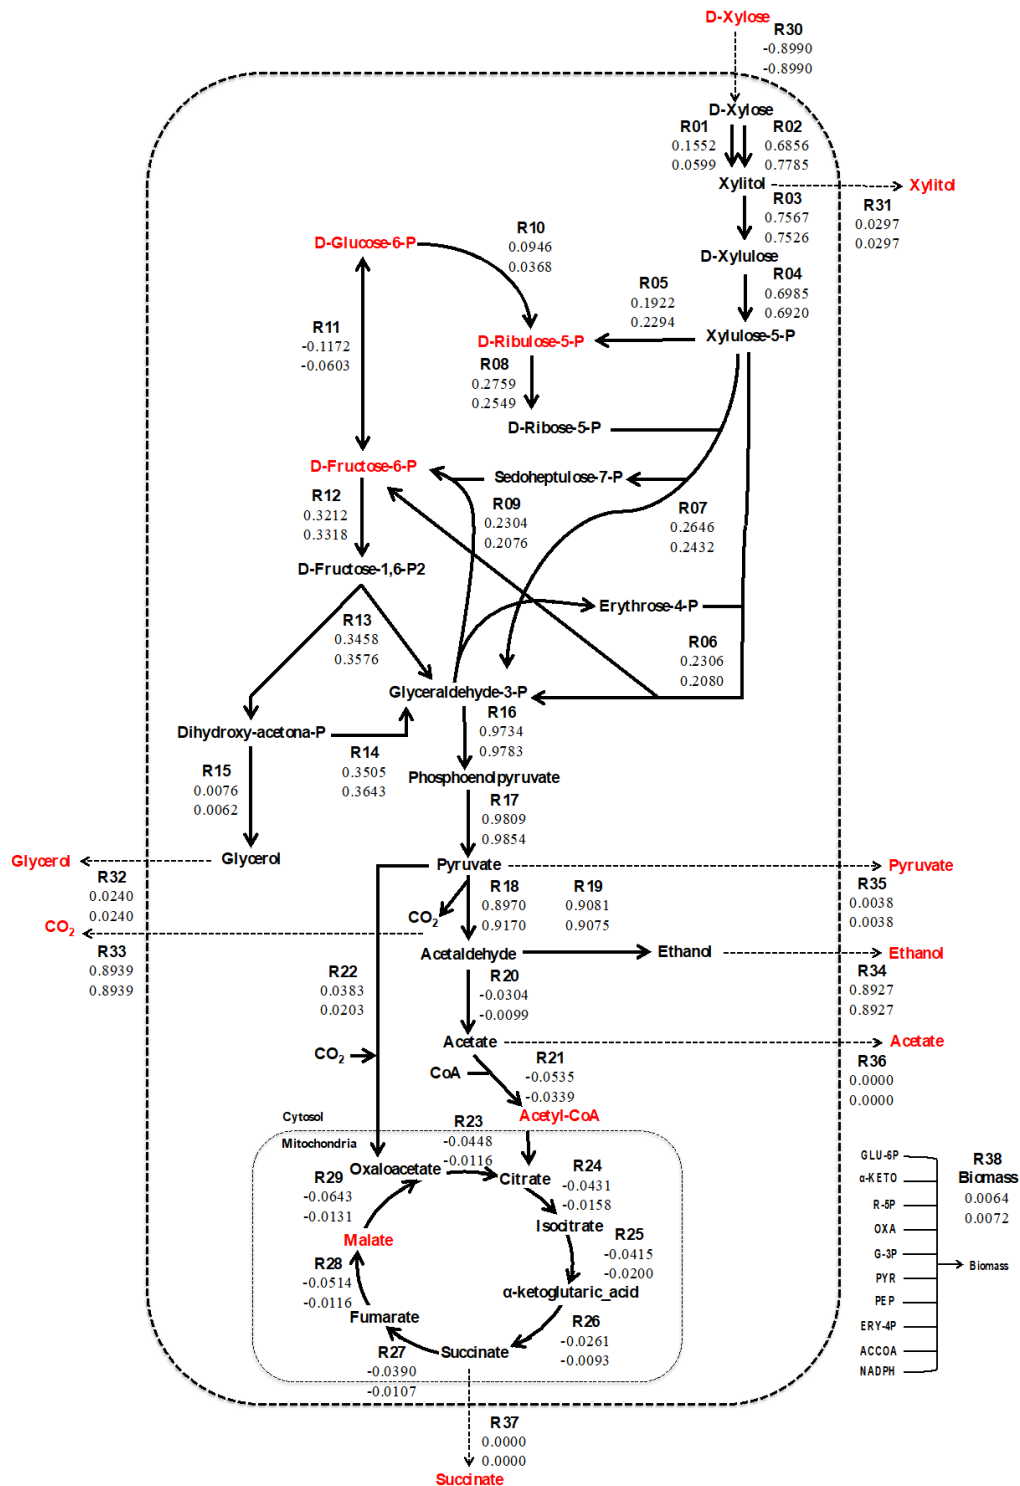 D-Xylose
R30
-0.8990
-0.8990
D-Xylose
R01
0.1552
0.0599
R02
0.6856
0.7785
Xylitol
Xylitol
R31
0.0297
0.0297
R03
0.7567
0.7526
D-Xylulose
R04
0.6985
0.6920
Xylulose-5-P
R05
0.1922
0.2294
D-Glucose-6-P
R10
0.0946
0.0368
D-Ribulose-5-P
R11
-0.1172
-0.0603
R08
0.2759
0.2549
D-Ribose-5-P
D-Fructose-6-P
Sedoheptulose-7-P
R12
0.3212
0.3318
R09
0.2304
0.2076
R07
0.2646
0.2432
D-Fructose-1,6-P2
Erythrose-4-P
R13
0.3458
0.3576
R06
0.2306
0.2080
Glyceraldehyde-3-P
Dihydroxy-acetona-P
R16
0.9734
0.9783
R14
0.3505
0.3643
R15
0.0076
0.0062
Phosphoenolpyruvate
R17
0.9809
0.9854
Glycerol
Glycerol
R32
0.0240
0.0240
Pyruvate
Pyruvate
R35
0.0038
0.0038
R18
0.8970
0.9170
R19
0.9081
0.9075
CO2
CO2
R33
0.8939
0.8939
Acetaldehyde
Ethanol
Ethanol
R34
0.8927
0.8927
R22
0.0383
0.0203
R20
-0.0304
-0.0099
Acetate
Acetate
R36
0.0000
0.0000
CO2
CoA
R21
-0.0535
-0.0339
Acetyl-CoA
Cytosol
Mitochondria
R23
-0.0448
-0.0116
Oxaloacetate
Citrate
R24
-0.0431
-0.0158
R29
-0.0643
-0.0131
Isocitrate
Malate
R25
-0.0415
-0.0200
R28
-0.0514
-0.0116
α-ketoglutaric_acid
Fumarate
R26
-0.0261
-0.0093
Succinate
R27
-0.0390
-0.0107
R37
0.0000
0.0000
Succinate
GLU-6P
α-KETO
R-5P
OXA
G-3P
PYR
PEP
ERY-4P
ACCOA
NADPH
R38
Biomass
0.0064
0.0072
Biomass